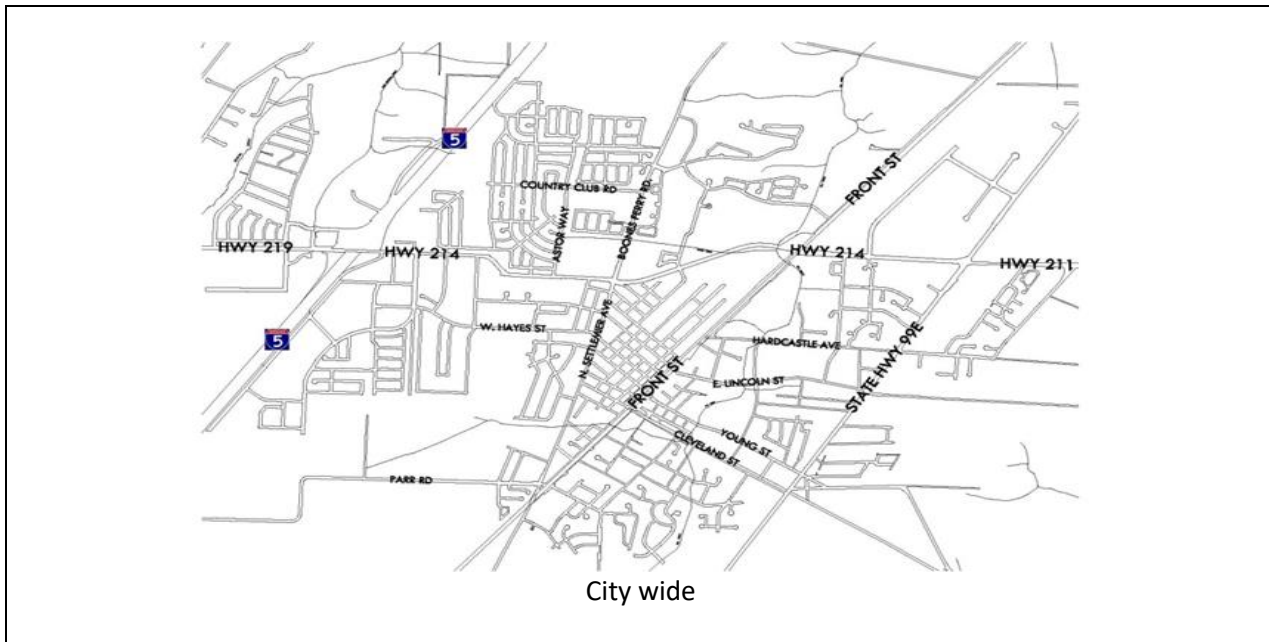 5
FRONT ST
COUNTRY CLUB RD
BOONES FERRY RD.
ASTOR WAY
HWY 219
HWY 214
HWY 214
HWY 211
5
W. HAYES ST
N. SETTLEMIER AVE
HARDCASTLE AVE
STATE HWY 99E
FRONT ST
E. LINCOLN ST
YOUNG ST
CLEVELAND ST
PARR RD
City wide